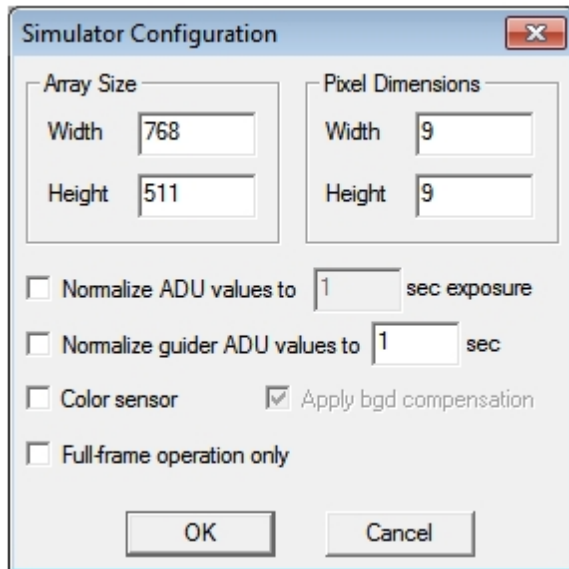 Simulator Configuration
Array Size
Width 768
Height 511
Pixel Dimensions
Width 9
Height 9
Normalize ADU values to 1 sec exposure
Normalize guider ADU values to 1 sec
Color sensor Apply bgd compensation
Full-frame operation only
OK Cancel